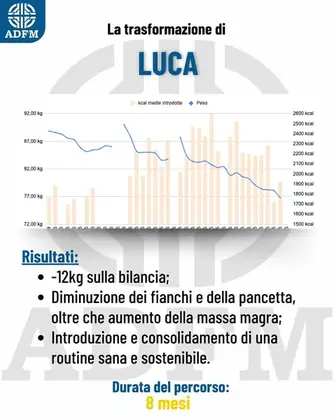 ADFM
La trasformazione di
LUCA
kcal medie introdotte Peso
92,00 kg
2600 kcal
2500 kcal
2400 kcal
87,00 kg
2300 kcal
2200 kcal
2100 kcal
82,00 kg
2000 kcal
1900 kcal
1800 kcal
77,00 kg
1700 kcal
1600 kcal
72,00 kg
1500 kcal
Risultati:
-12kg sulla bilancia;
Diminuzione dei fianchi e della pancetta,
oltre che aumento della massa magra;
Introduzione e consolidamento di una
routine sana e sostenibile.
Durata del percorso:
8 mesi
ADFM